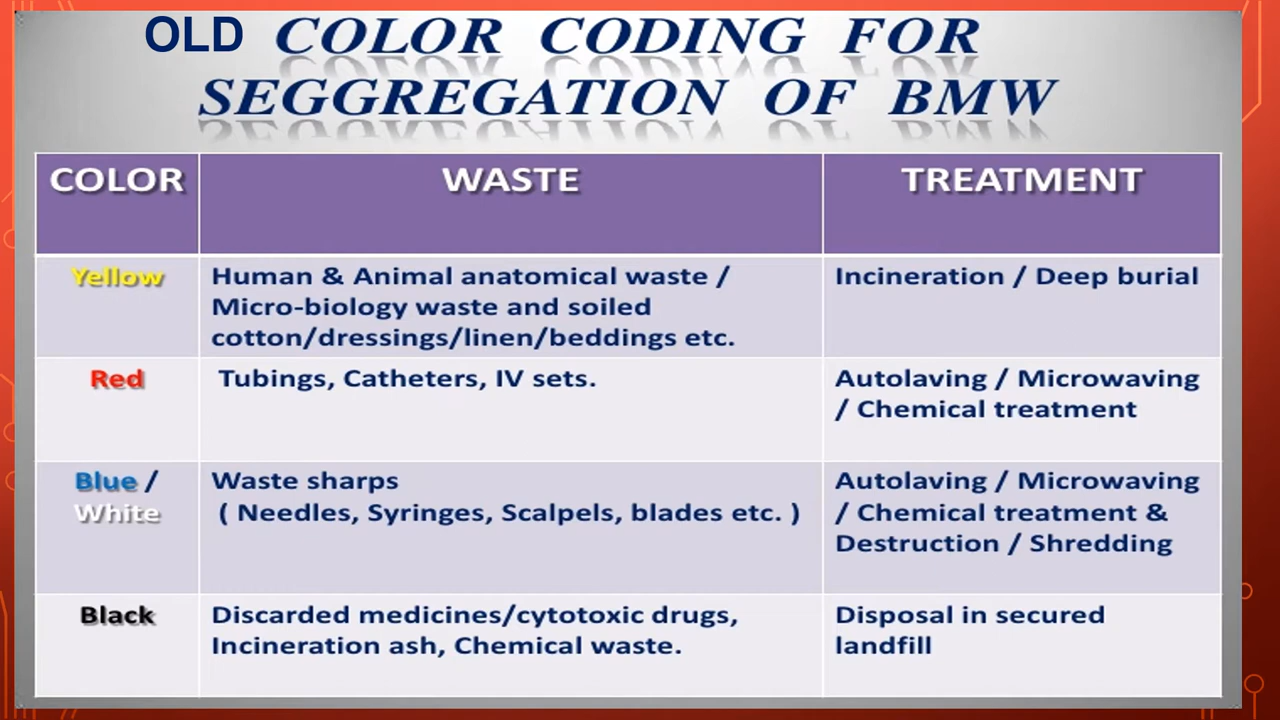 OLD COLOR CODING FOR
SEGGREGATION OF BMW
COLOR WASTE TREATMENT
Yellow
Human & Animal anatomical waste /
Micro-biology waste and soiled
cotton/dressings/linen/beddings etc.
Incineration / Deep burial
Red
Tubings, Catheters, IV sets.
Autolaving / Microwaving
/ Chemical treatment
Blue /
White
Waste sharps
( Needles, Syringes, Scalpels, blades etc. )
Autolaving / Microwaving
/ Chemical treatment &
Destruction / Shredding
Black
Discarded medicines/cytotoxic drugs,
Incineration ash, Chemical waste.
Disposal in secured
landfill